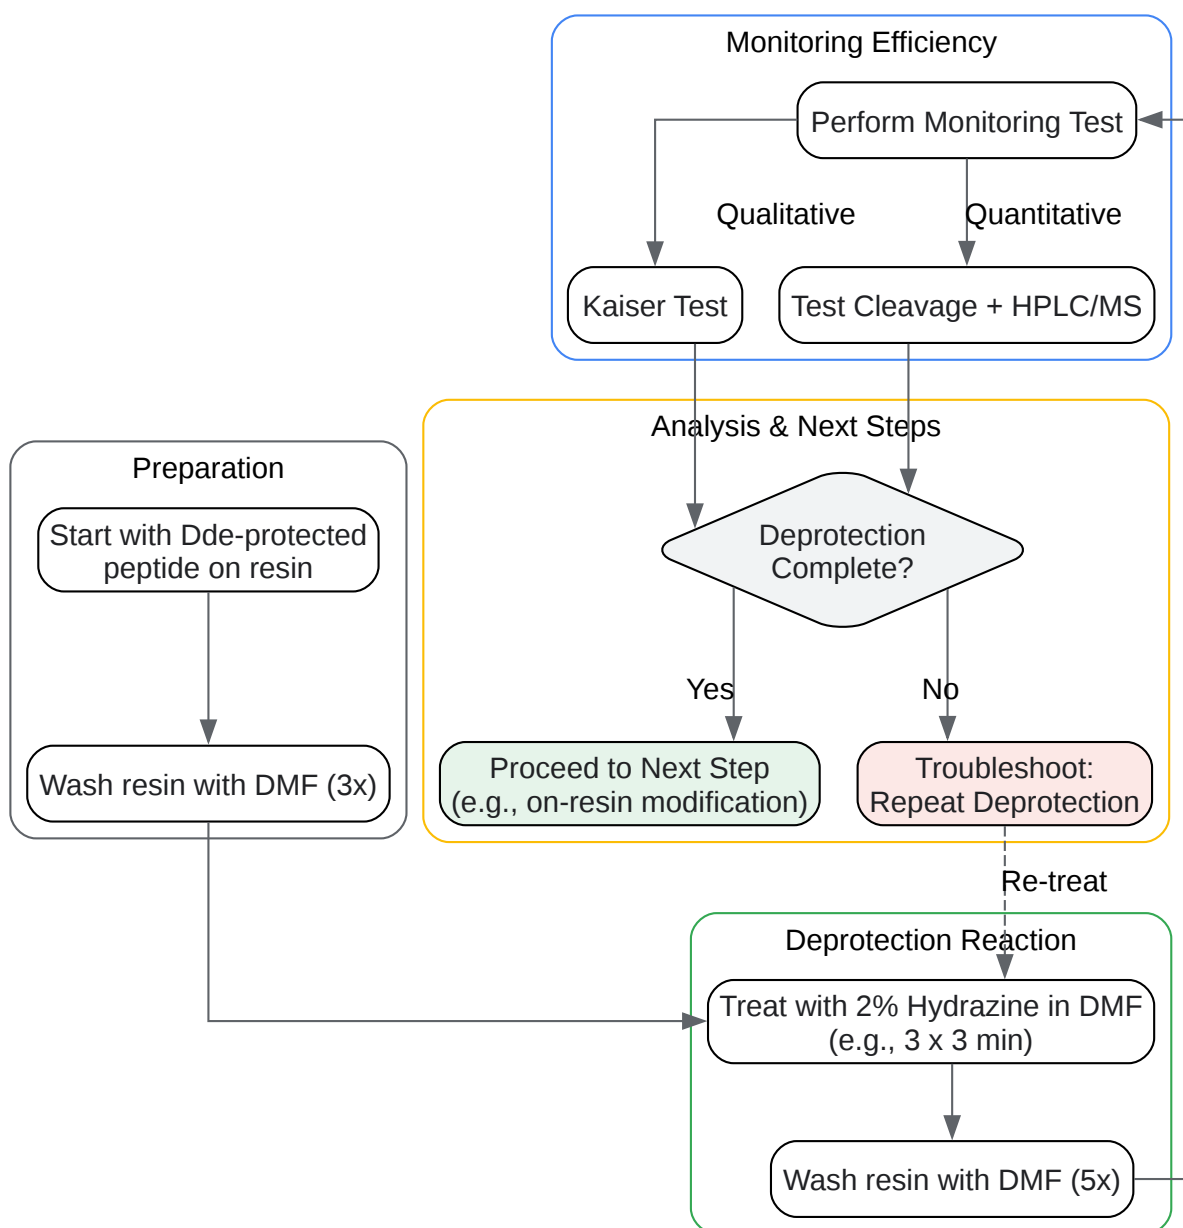 Monitoring Efficiency
Perform Monitoring Test
Qualitative
Quantitative
Kaiser Test
Test Cleavage + HPLC/MS
Analysis & Next Steps
Preparation
Start with Dde-protected
peptide on resin
Deprotection
Complete?
Yes
No
Wash resin with DMF (3x)
Proceed to Next Step
(e.g., on-resin modification)
Troubleshoot:
Repeat Deprotection
Re-treat
Deprotection Reaction
Treat with 2% Hydrazine in DMF
(e.g., 3 x 3 min)
Wash resin with DMF (5x)